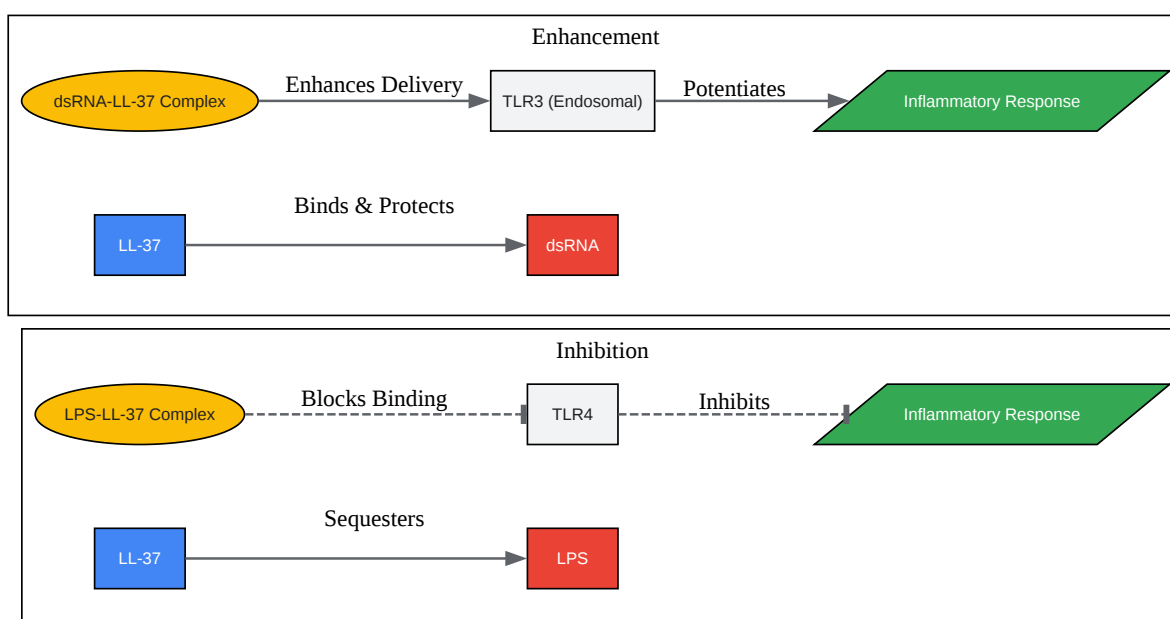 Enhancement
dsRNA-LL-37 Complex
Enhances Delivery
TLR3 (Endosomal)
Potentiates
Inflammatory Response
LL-37
Binds & Protects
dsRNA
Inhibition
LPS-LL-37 Complex
Blocks Binding
TLR4
Inhibits
Inflammatory Response
LL-37
Sequesters
LPS